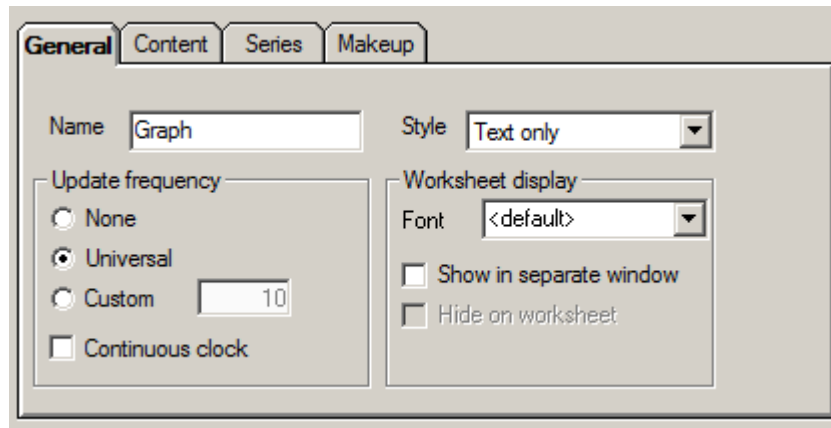 General Content Series Makeup
Name Graph Style Text only
Update frequency
None
Universal
Custom 10
Continuous clock
Worksheet display
Font <default>
Show in separate window
Hide on worksheet